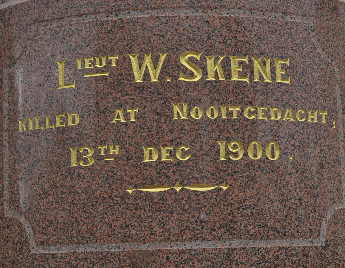 LIEUT W. SKENE
KILLED AT NOOITGEDACHT,
13TH DEC 1900.